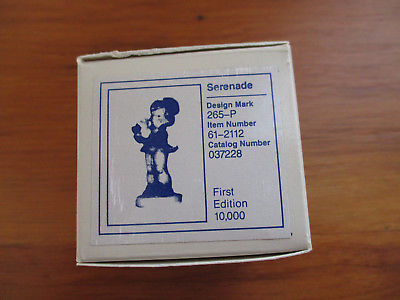 Serenade
Design Mark
265-P
Item Number
61-2112
Catalog Number
037228
First
Edition
10,000